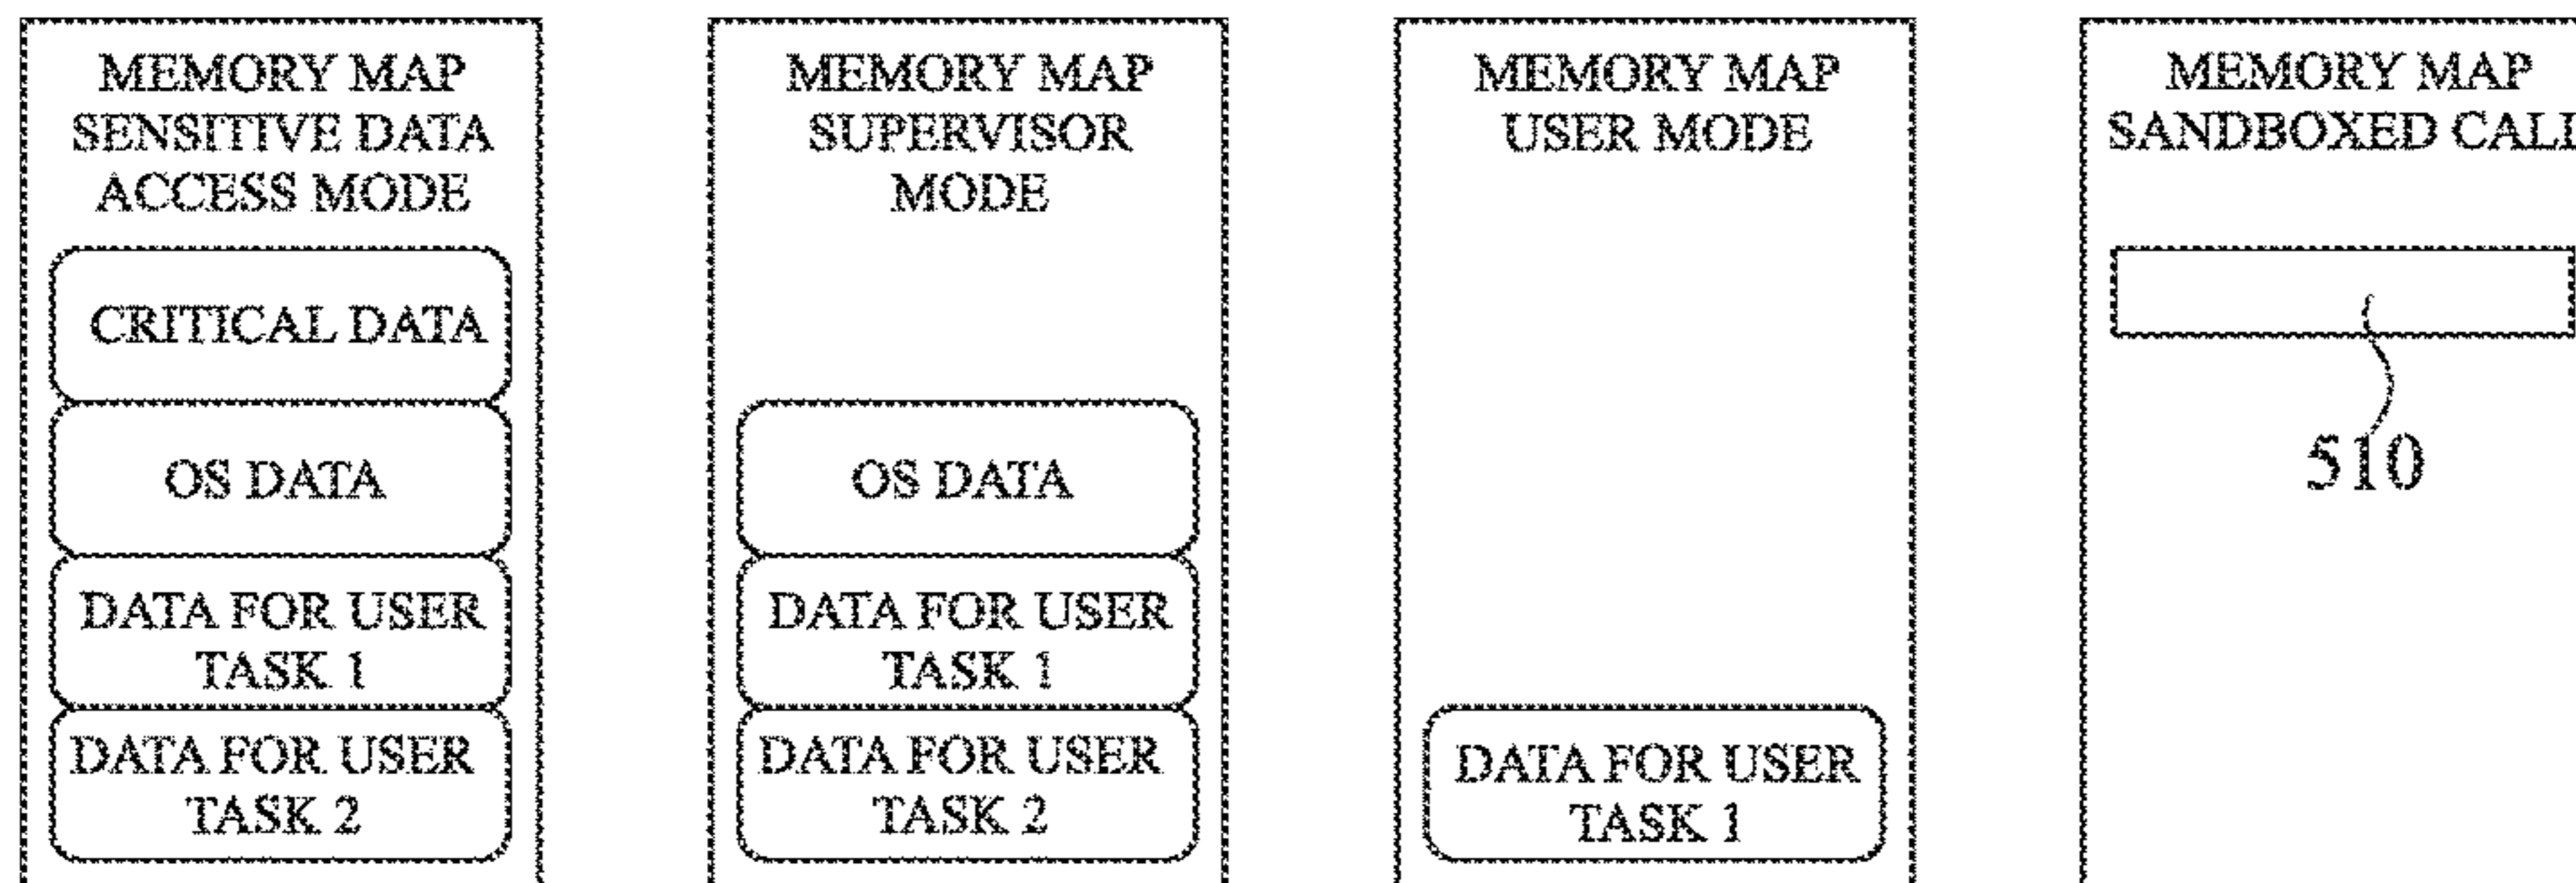 MEMORY MAP
SENSITIVE DATA
ACCESS MODE
CRITICAL DATA
OS DATA
DATA FOR USER
TASK 1
DATA FOR USER
TASK 2
MEMORY MAP
SUPERVISOR
MODE
OS DATA
DATA FOR USER
TASK 1
DATA FOR USER
TASK 2
MEMORY MAP
USER MODE
DATA FOR USER
TASK 1
MEMORY MAP
SANDBOXED CALL
510